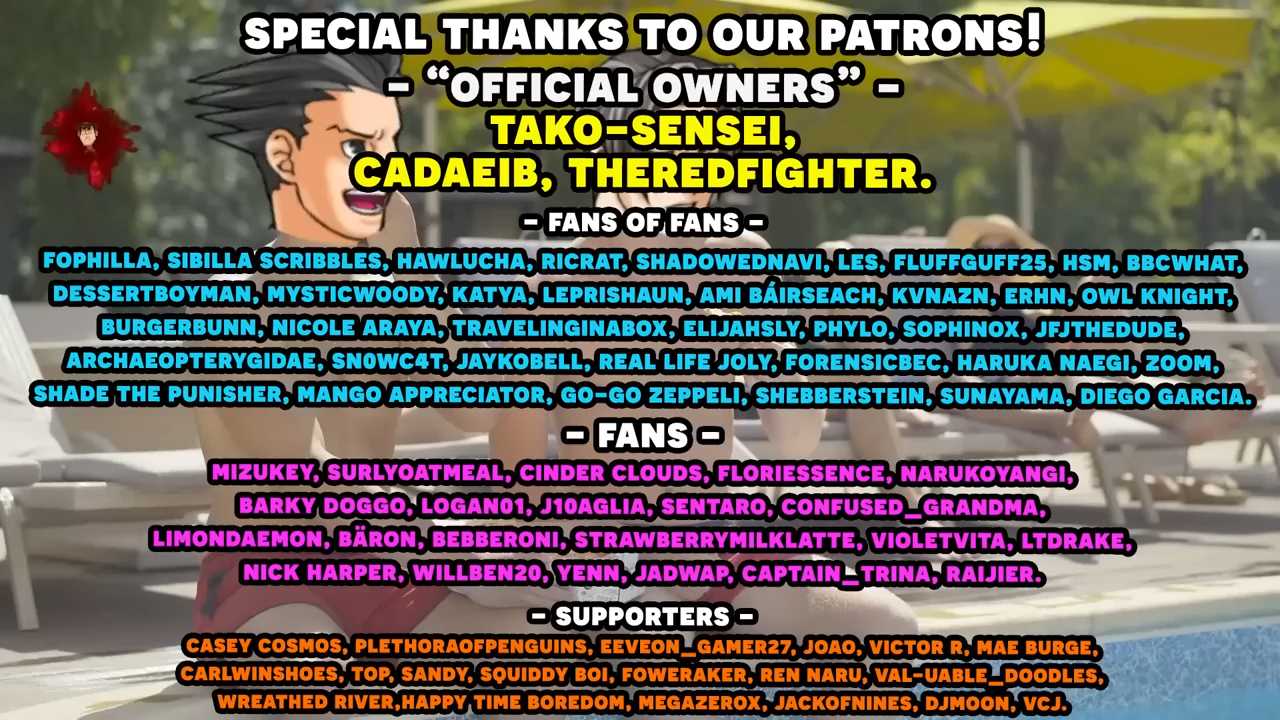 SPECIAL THANKS TO OUR PATRONS!
- “OFFICIAL OWNERS” -
TAKO-SENSEI,
CADAEIB, THEREDFIGHTER.
- FANS OF FANS -
FOPHILLA, SIBILLA SCRIBBLES, HAWLUCHA, RICRAT, SHADOWEDNAVI, LES, FLUFFGUFF25, HSM, BBCWHAT,
DESSERTBOYMAN, MYSTICWOODY, KATYA, LEPRISHAUN, AMI BÁIRSEACH, KVNAZN, ERHN, OWL KNIGHT,
BURGERBUNN, NICOLE ARAYA, TRAVELINGINABOX, ELIJAHSLY, PHYLO, SOPHINOX, JFJTHEDUDE,
ARCHAEOPTERYGIDAE, SN0WC4T, JAYKOBELL, REAL LIFE JOLY, FORENSICBEC, HARUKA NAEGI, ZOOM,
SHADE THE PUNISHER, MANGO APPRECIATOR, GO-GO ZEPPELI, SHEBBERSTEIN, SUNAYAMA, DIEGO GARCIA.
- FANS -
MIZUKEY, SURLYOATMEAL, CINDER CLOUDS, FLORIESSENCE, NARUKOYANGI,
BARKY DOGGO, LOGAN01, J10AGLIA, SENTARO, CONFUSED_GRANDMA,
LIMONDAEMON, BÄRON, BEBBERONI, STRAWBERRYMILKLATTE, VIOLETVITA, LTDRAKE,
NICK HARPER, WILLBEN20, YENN, JADWAP, CAPTAIN_TRINA, RAIJIER.
- SUPPORTERS -
CASEY COSMOS, PLETHORAOFPENGUINS, EEVEON_GAMER27, JOAO, VICTOR R, MAE BURGE,
CARLWINSHOES, TOP, SANDY, SQUIDDY BOI, FOWERAKER, REN NARU, VAL-UABLE_DOODLES,
WREATHED RIVER,HAPPY TIME BOREDOM, MEGAZEROX, JACKOFNINES, DJMOON, VCJ.